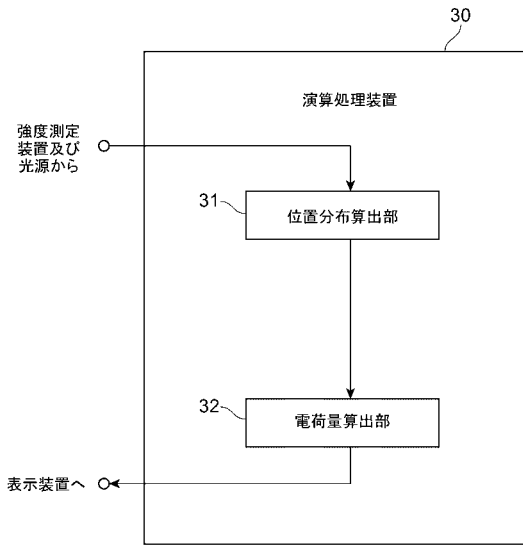 30
演算処理装置
強度測定
装置及び
光源から
31
位置分布算出部
32
電荷量算出部
表示装置へ